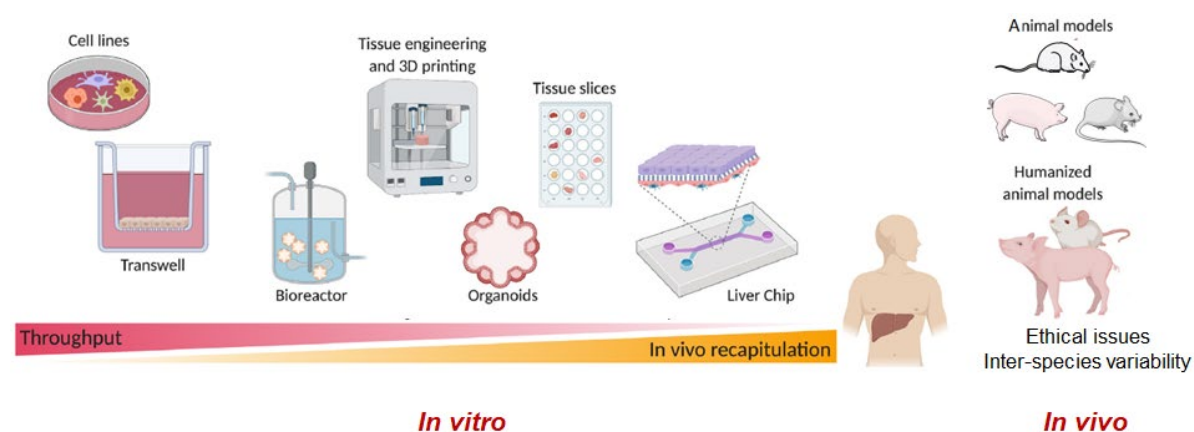 Cell lines
Transwell
Bioreactor
Tissue engineering
and 3D printing
Organoids
Tissue slices
Liver Chip
Throughput
In vivo recapitulation
In vitro
Animal models
Humanized
animal models
Ethical issues
Inter-species variability
In vivo